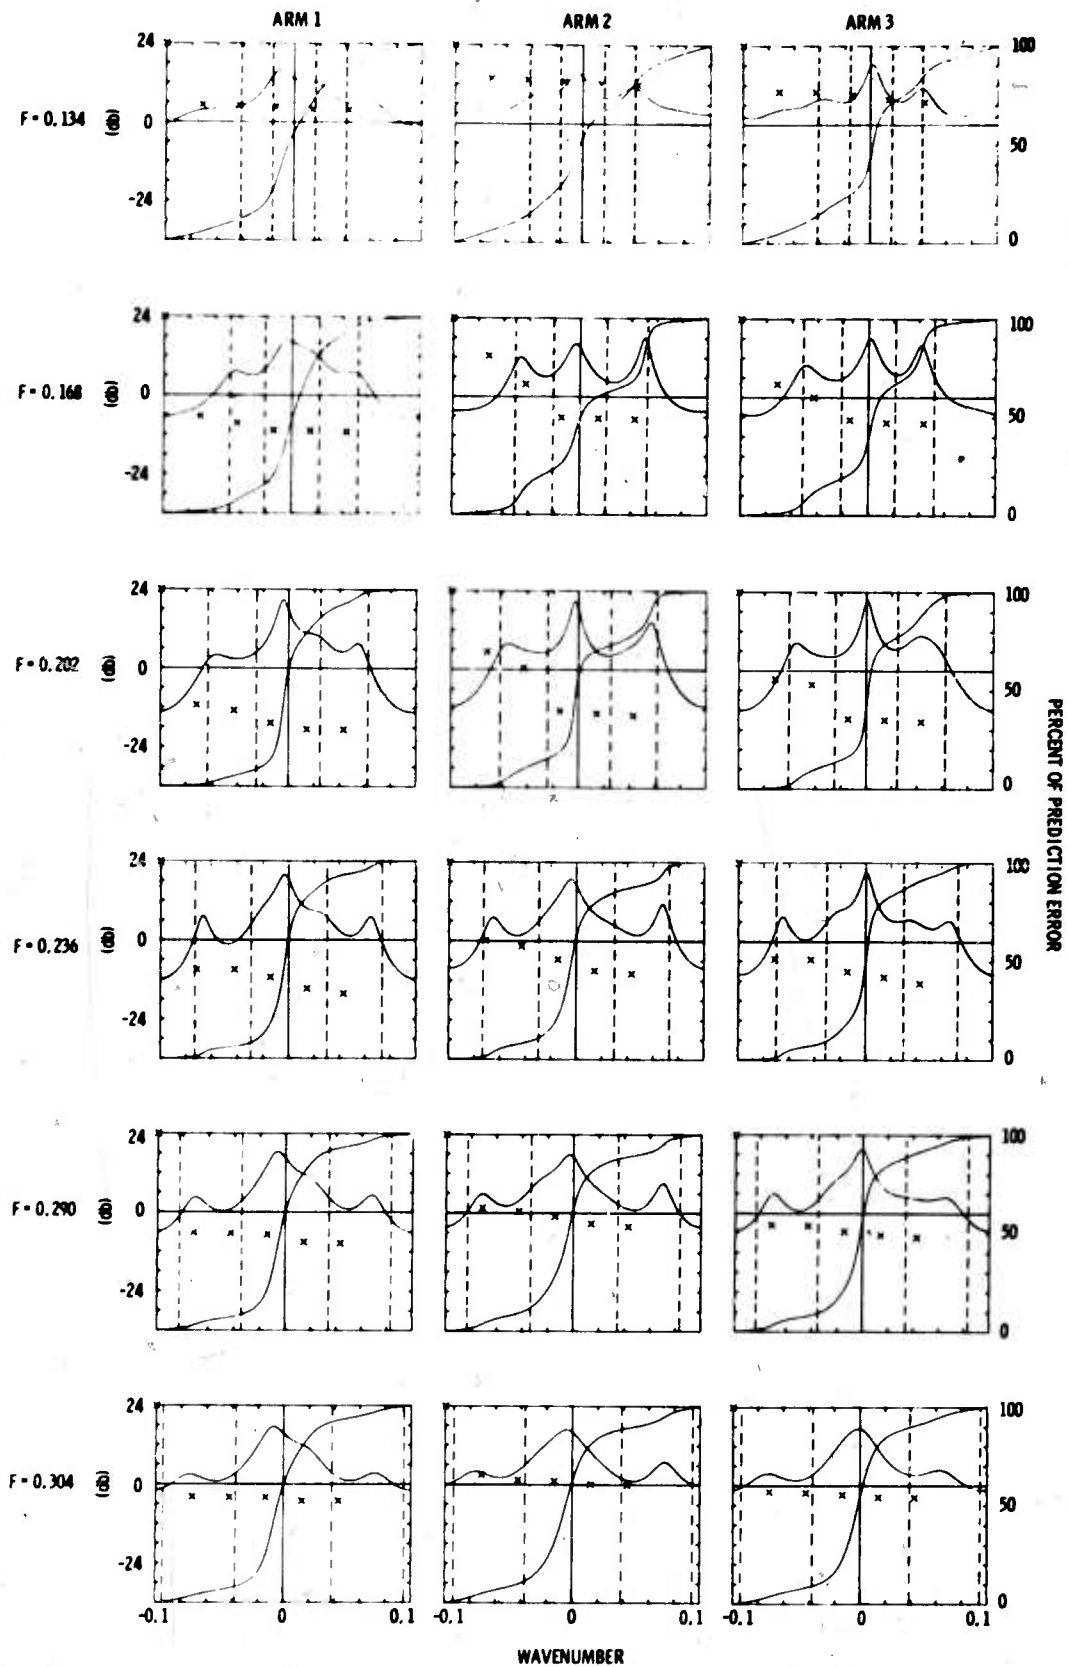 ARM 1 ARM 2 ARM 3
24 100
F = 0.134 (db) 0
50
-24
0
24 100
F = 0.168 (db) 0
50
-24
0
24 100
F = 0.202 (db) 0
50
-24
0
PERCENT OF PREDICTION ERROR
24 100
F = 0.236 (db) 0
50
-24
0
24 100
F = 0.290 (db) 0
50
-24
0
24 100
F = 0.304 (db) 0
50
-24
0
-0.1 0 0.1 -0.1 0 0.1 -0.1 0 0.1
WAVENUMBER